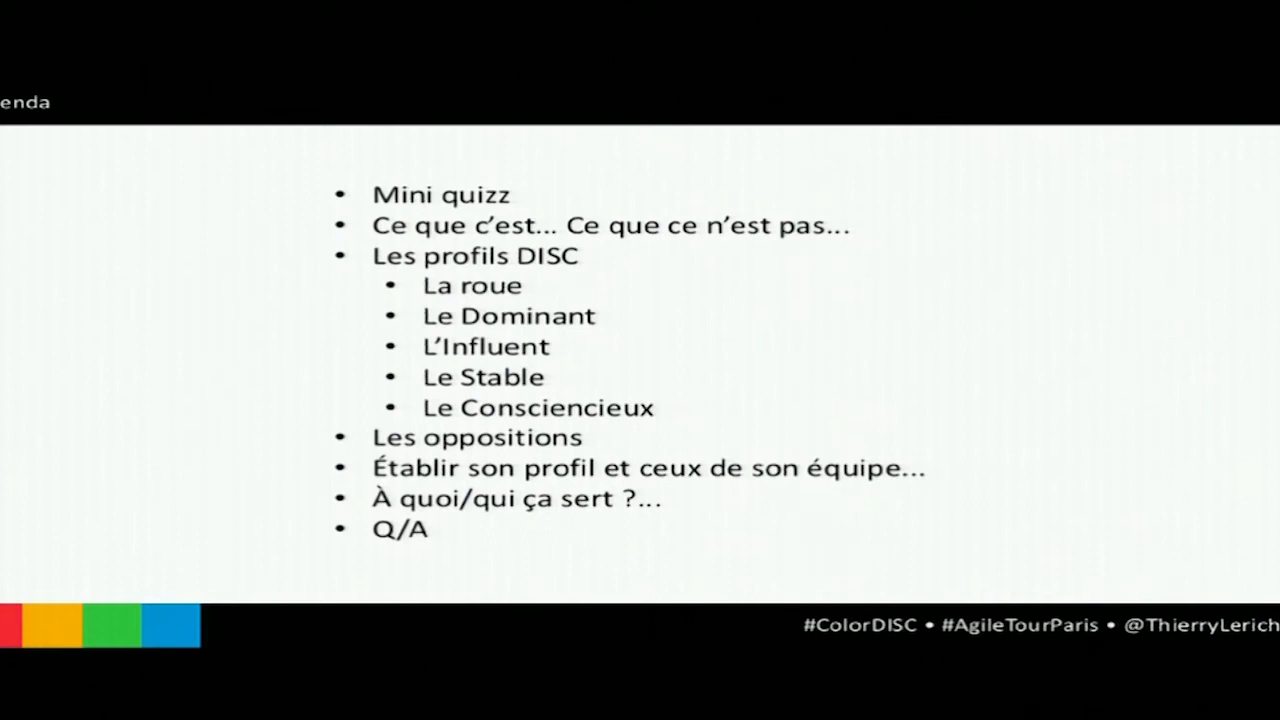 enda
• Mini quizz
• Ce que c’est... Ce que ce n’est pas...
• Les profils DISC
• La roue
• Le Dominant
• L’Influent
• Le Stable
• Le Consciencieux
• Les oppositions
• Établir son profil et ceux de son équipe...
• À quoi/qui ça sert ?...
• Q/A
#ColorDISC • #AgileTourParis • @ThierryLerich